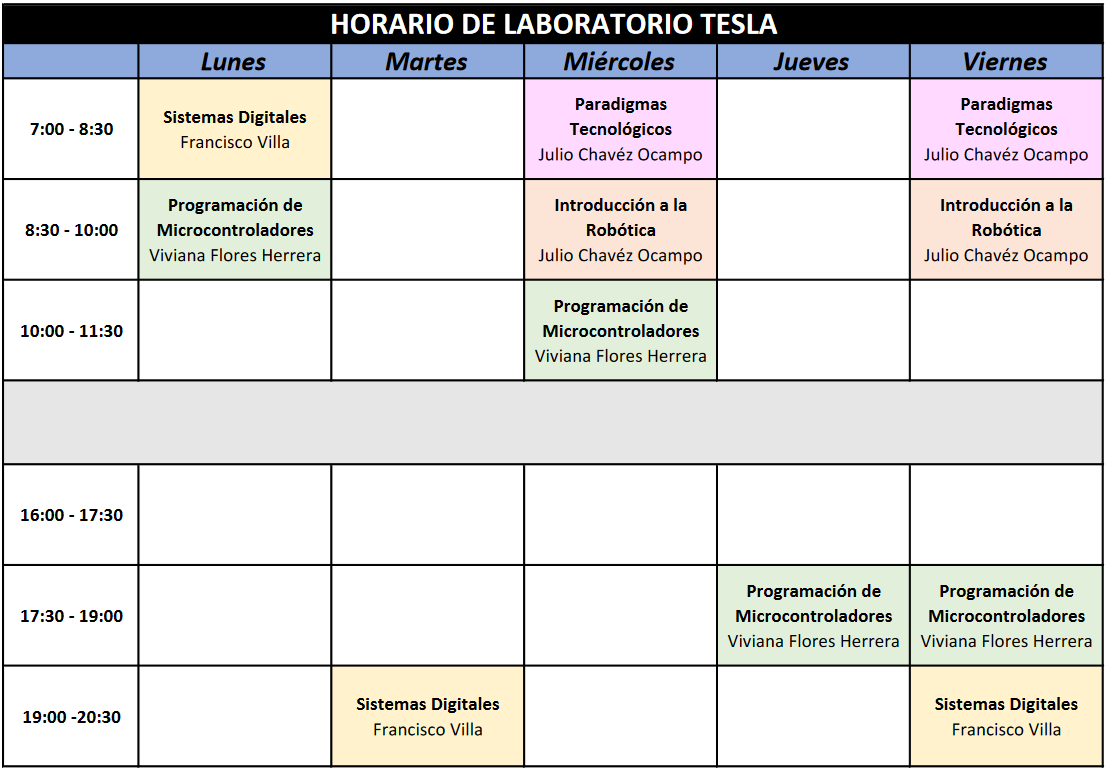 HORARIO DE LABORATORIO TESLA
Lunes Martes Miércoles Jueves Viernes
7:00 - 8:30
Sistemas Digitales
Francisco Villa
Paradigmas
Tecnológicos
Julio Chavéz Ocampo
Paradigmas
Tecnológicos
Julio Chavéz Ocampo
8:30 - 10:00
Programación de
Microcontroladores
Viviana Flores Herrera
Introducción a la
Robótica
Julio Chavéz Ocampo
Introducción a la
Robótica
Julio Chavéz Ocampo
10:00 - 11:30
Programación de
Microcontroladores
Viviana Flores Herrera
16:00 - 17:30
17:30 - 19:00
Programación de
Microcontroladores
Viviana Flores Herrera
Programación de
Microcontroladores
Viviana Flores Herrera
19:00 -20:30
Sistemas Digitales
Francisco Villa
Sistemas Digitales
Francisco Villa